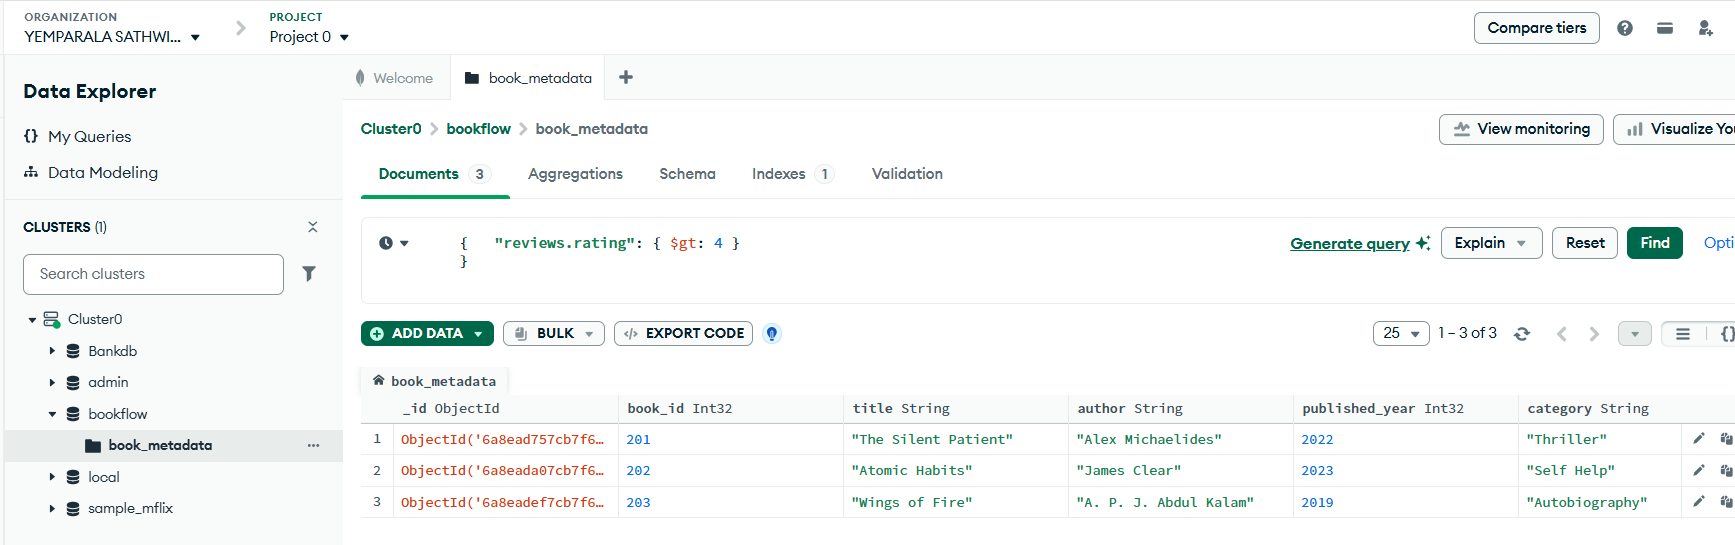 ORGANIZATION
YEMPARALA SATHWI...
PROJECT
Project 0
Compare tiers
Data Explorer
My Queries
Data Modeling
CLUSTERS (1)
Search clusters
Cluster0
Bankdb
admin
bookflow
book_metadata
local
sample_mflix
Welcome
book_metadata
Cluster0 > bookflow > book_metadata
View monitoring
Visualize Yo
Documents 3 Aggregations Schema Indexes 1 Validation
{ "reviews.rating": { $gt: 4 }
}
Generate query Explain Reset Find Opti
ADD DATA BULK EXPORT CODE
25 1 – 3 of 3
book_metadata
_id ObjectId book_id Int32 title String author String published_year Int32 category String
1 ObjectId('6a8ead757cb7f6… 201 "The Silent Patient" "Alex Michaelides" 2022 "Thriller"
2 ObjectId('6a8eada07cb7f6… 202 "Atomic Habits" "James Clear" 2023 "Self Help"
3 ObjectId('6a8eadef7cb7f6… 203 "Wings of Fire" "A. P. J. Abdul Kalam" 2019 "Autobiography"